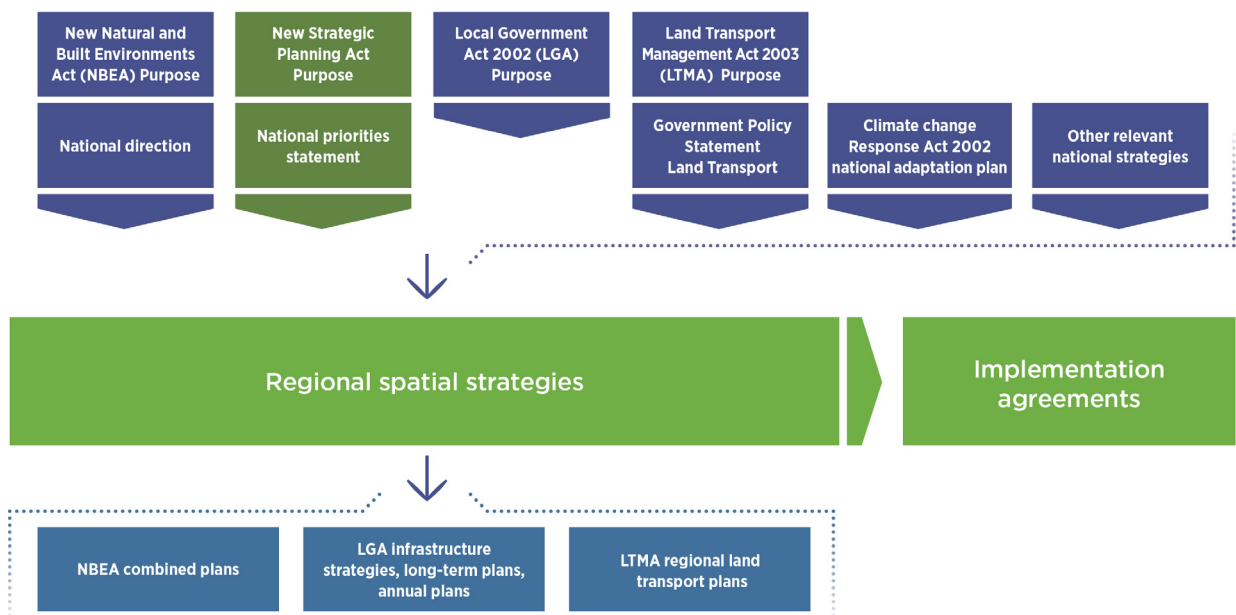 New Natural and
Built Environments
Act (NBEA) Purpose
New Strategic
Planning Act
Purpose
Local Government
Act 2002 (LGA)
Purpose
Land Transport
Management Act 2003
(LTMA) Purpose
National direction
National priorities
statement
Government Policy
Statement
Land Transport
Climate change
Response Act 2002
national adaptation plan
Other relevant
national strategies
Regional spatial strategies
Implementation
agreements
NBEA combined plans
LGA infrastructure
strategies, long-term plans,
annual plans
LTMA regional land
transport plans